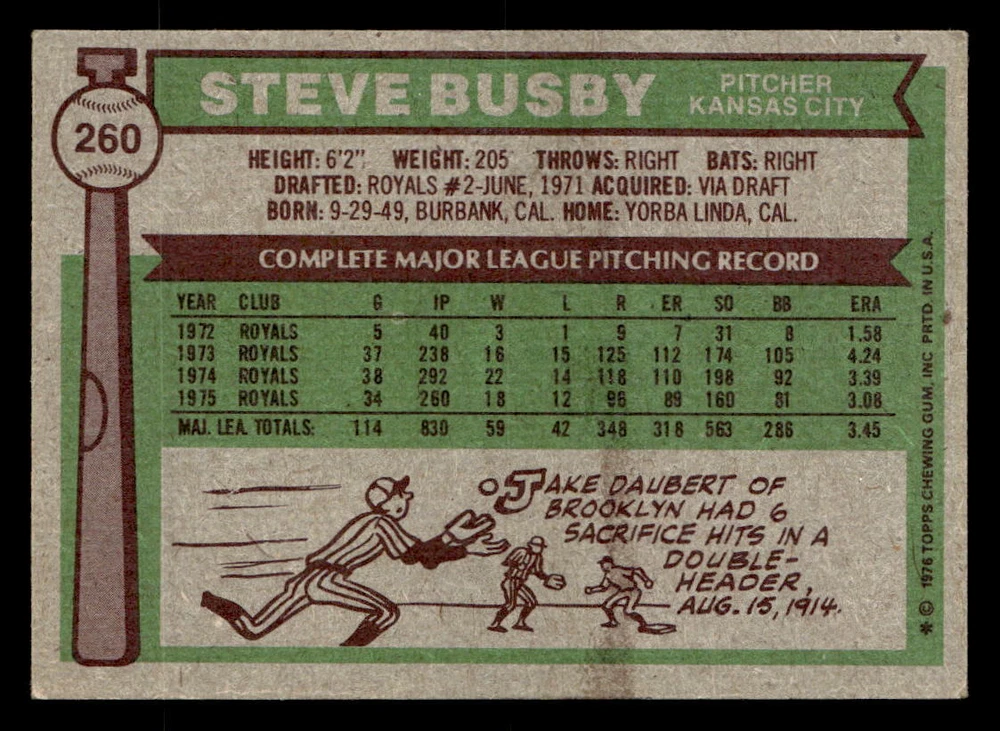 260
STEVE BUSBY
PITCHER
KANSAS CITY
HEIGHT: 6'2" WEIGHT: 205 THROWS: RIGHT BATS: RIGHT
DRAFTED: ROYALS #2-JUNE, 1971 ACQUIRED: VIA DRAFT
BORN: 9-29-49, BURBANK, CAL. HOME: YORBA LINDA, CAL.
COMPLETE MAJOR LEAGUE PITCHING RECORD
YEAR CLUB G IP W L R ER SO BB ERA
1972 ROYALS 5 40 3 1 9 7 31 8 1.58
1973 ROYALS 37 238 16 15 125 112 174 105 4.24
1974 ROYALS 38 292 22 14 118 110 198 92 3.39
1975 ROYALS 34 260 18 12 96 89 160 81 3.08
MAJ. LEA. TOTALS: 114 830 59 42 348 318 563 286 3.45
JAKE DAUBERT OF
BROOKLYN HAD 6
SACRIFICE HITS IN A
DOUBLE-
HEADER,
AUG. 15, 1914.
* © 1976 TOPPS CHEWING GUM, INC. PRTD. IN U.S.A.